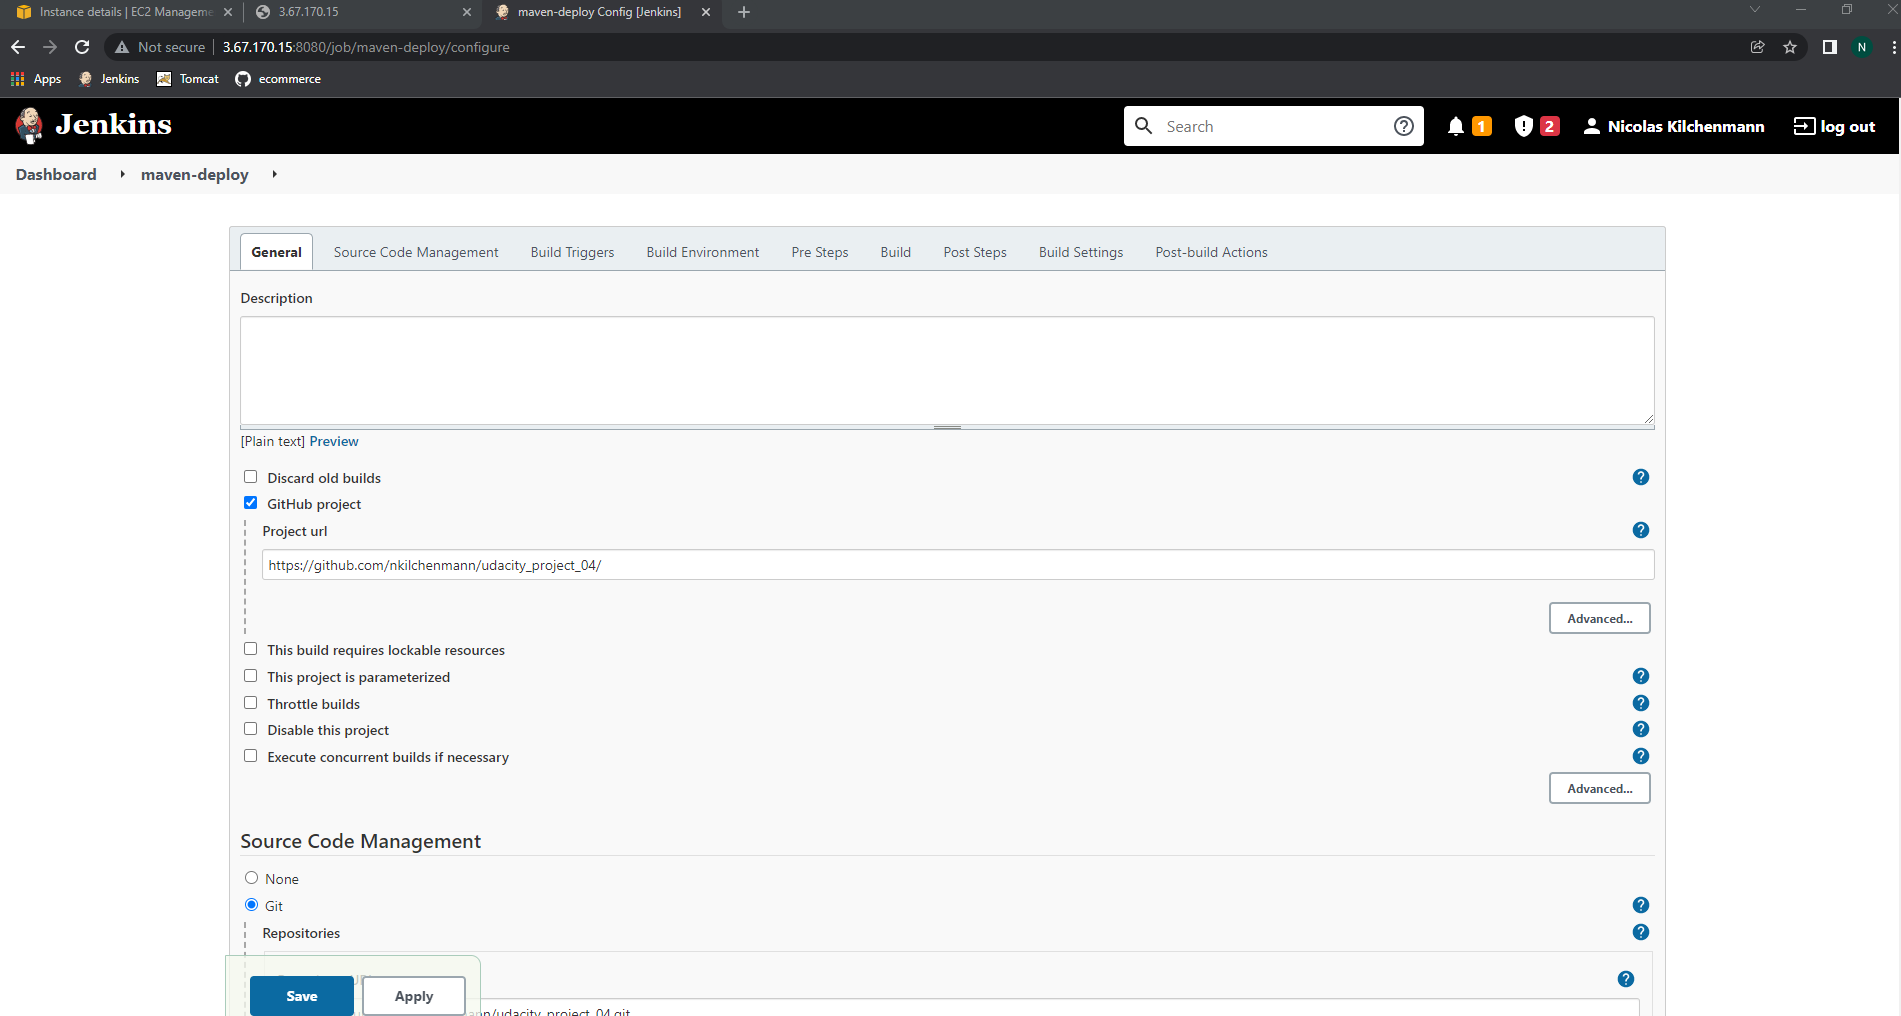 Instance details | EC2 Manageme
3.67.170.15
maven-deploy Config [Jenkins]
Not secure
3.67.170.15:8080/job/maven-deploy/configure
N
Apps
Jenkins
Tomcat
ecommerce
Jenkins
Search
1
2
Nicolas Kilchenmann
log out
Dashboard
maven-deploy
General
Source Code Management
Build Triggers
Build Environment
Pre Steps
Build
Post Steps
Build Settings
Post-build Actions
Description
[Plain text] Preview
Discard old builds
GitHub project
Project url
https://github.com/nkilchenmann/udacity_project_04/
Advanced...
This build requires lockable resources
This project is parameterized
Throttle builds
Disable this project
Execute concurrent builds if necessary
Advanced...
Source Code Management
None
Git
Repositories
Save
Apply
nn/udacity_project_04.git